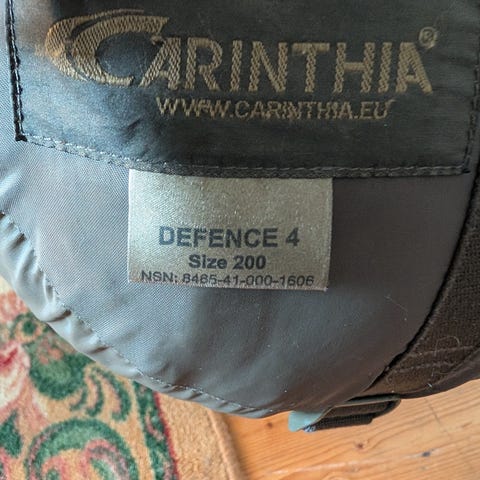 CARINTHIA®
WWW.CARINTHIA.EU
DEFENCE 4
Size 200
NSN: 8465-41-000-1606